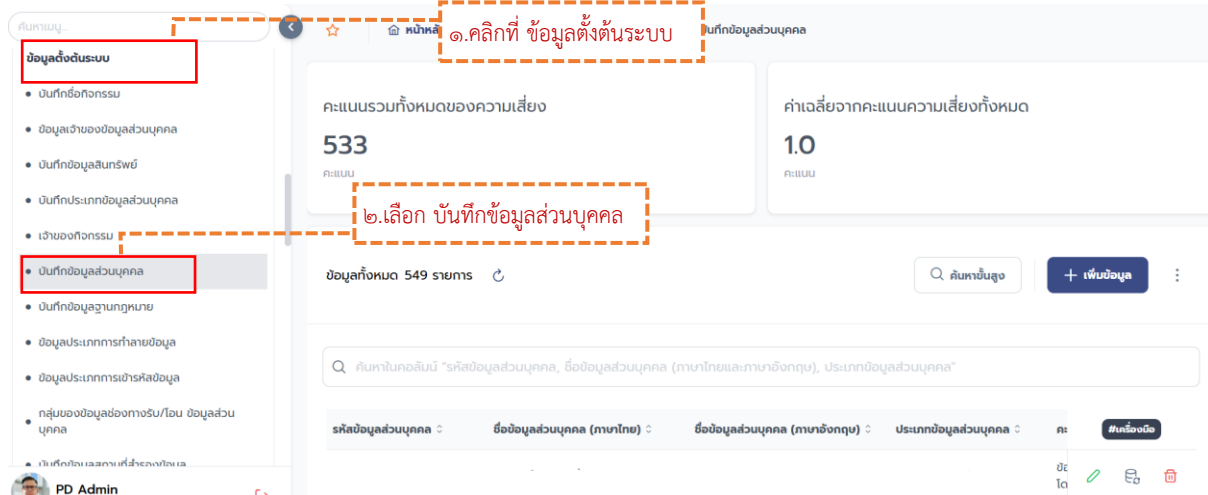 ค้นหาเมนู..
ข้อมูลตั้งต้นระบบ
บันทึกชื่อกิจกรรม
ข้อมูลเจ้าของข้อมูลส่วนบุคคล
บันทึกข้อมูลสินทรัพย์
บันทึกประเภทข้อมูลส่วนบุคคล
เจ้าของกิจกรรม
บันทึกข้อมูลส่วนบุคคล
บันทึกข้อมูลฐานกฎหมาย
ข้อมูลประเภทการทำลายข้อมูล
ข้อมูลประเภทการเข้ารหัสข้อมูล
กลุ่มของข้อมูลช่องทางรับ/โอน ข้อมูลส่วน
บุคคล
บันทึกข้อมูลสถานที่สำรองข้อมูล
PD Admin
๑.คลิกที่ ข้อมูลตั้งต้นระบบ
๒.เลือก บันทึกข้อมูลส่วนบุคคล
บันทึกข้อมูลส่วนบุคคล
คะแนนรวมทั้งหมดของความเสี่ยง
533
คะแนน
ค่าเฉลี่ยจากคะแนนความเสี่ยงทั้งหมด
1.0
คะแนน
ข้อมูลทั้งหมด 549 รายการ
ค้นหาขั้นสูง
+ เพิ่มข้อมูล
ค้นหาในคอลัมน์ "รหัสข้อมูลส่วนบุคคล, ชื่อข้อมูลส่วนบุคคล (ภาษาไทยและภาษาอังกฤษ), ประเภทข้อมูลส่วนบุคคล"
รหัสข้อมูลส่วนบุคคล ชื่อข้อมูลส่วนบุคคล (ภาษาไทย) ชื่อข้อมูลส่วนบุคคล (ภาษาอังกฤษ) ประเภทข้อมูลส่วนบุคคล #เครื่องมือ